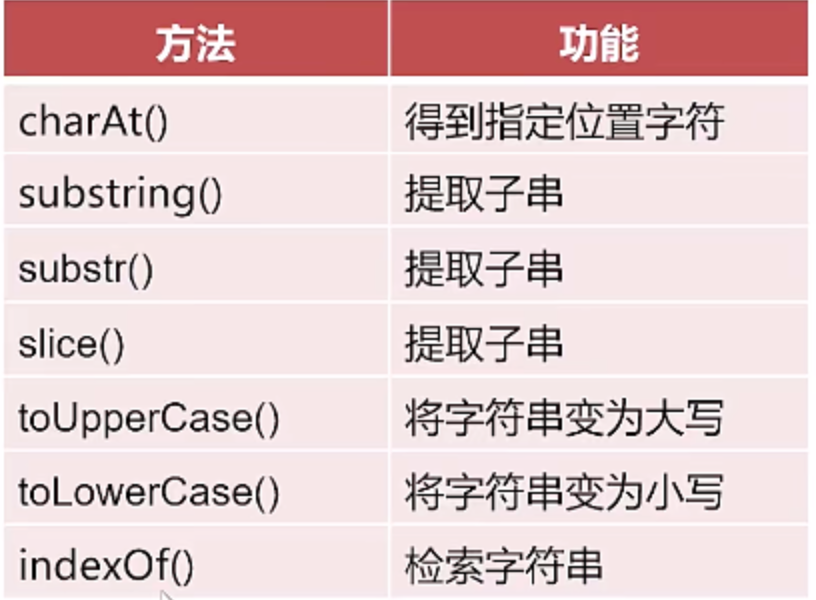 方法 功能
charAt() 得到指定位置字符
substring() 提取子串
substr() 提取子串
slice() 提取子串
toUpperCase() 将字符串变为大写
toLowerCase() 将字符串变为小写
indexOf() 检索字符串